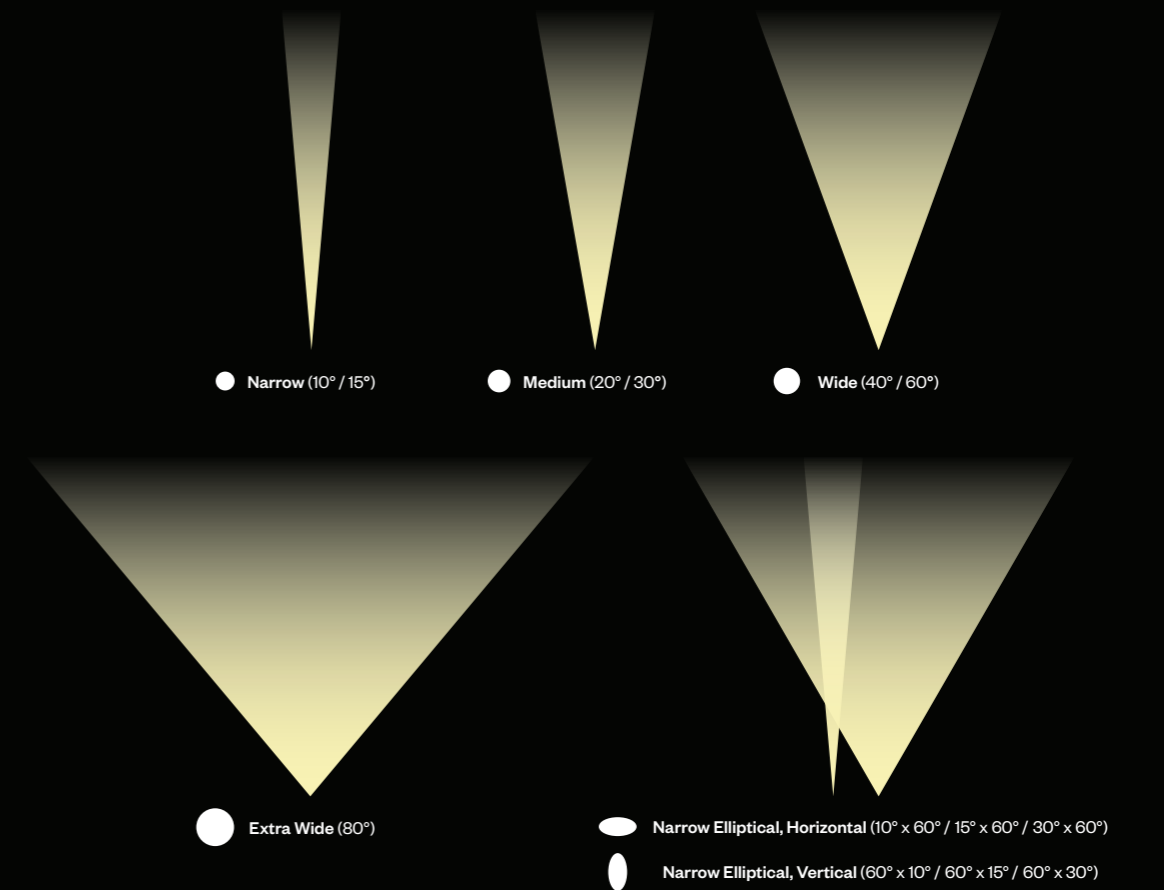 Narrow (10° / 15°)
Medium (20° / 30°)
Wide (40° / 60°)
Extra Wide (80°)
Narrow Elliptical, Horizontal (10° x 60° / 15° x 60° / 30° x 60°)
Narrow Elliptical, Vertical (60° x 10° / 60° x 15° / 60° x 30°)